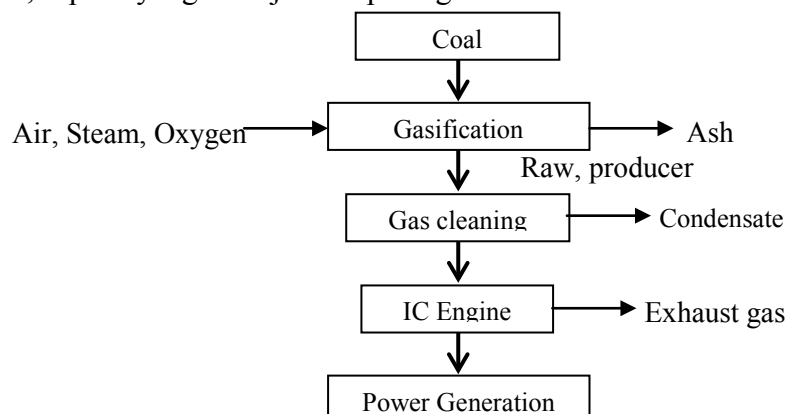 Coal
Air, Steam, Oxygen
Gasification
Ash
Raw, producer
Gas cleaning
Condensate
IC Engine
Exhaust gas
Power Generation